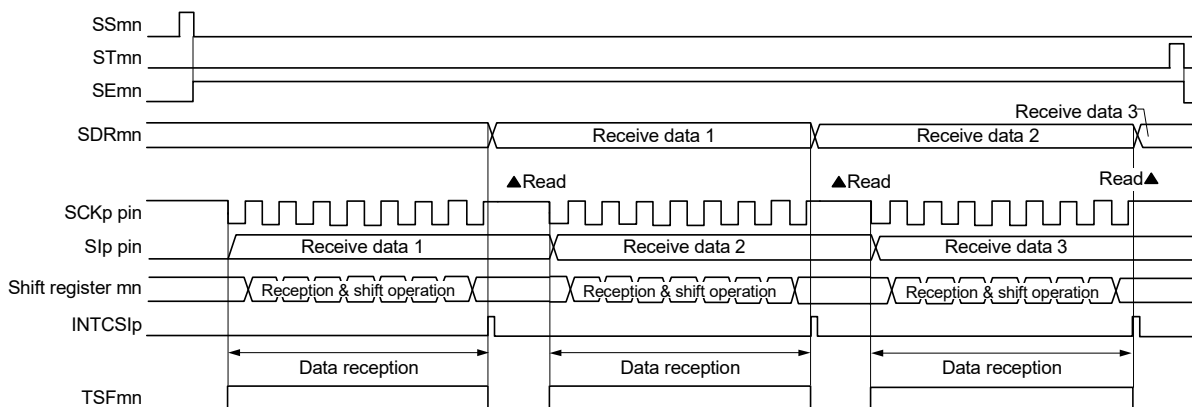 SSmn
STmn
SEmn
Receive data 3
SDRmn Receive data 1 Receive data 2
▲Read ▲Read Read▲
SCKp pin
SIp pin Receive data 1 Receive data 2 Receive data 3
Shift register mn Reception & shift operation Reception & shift operation Reception & shift operation
INTCSIp
Data reception Data reception Data reception
TSFmn